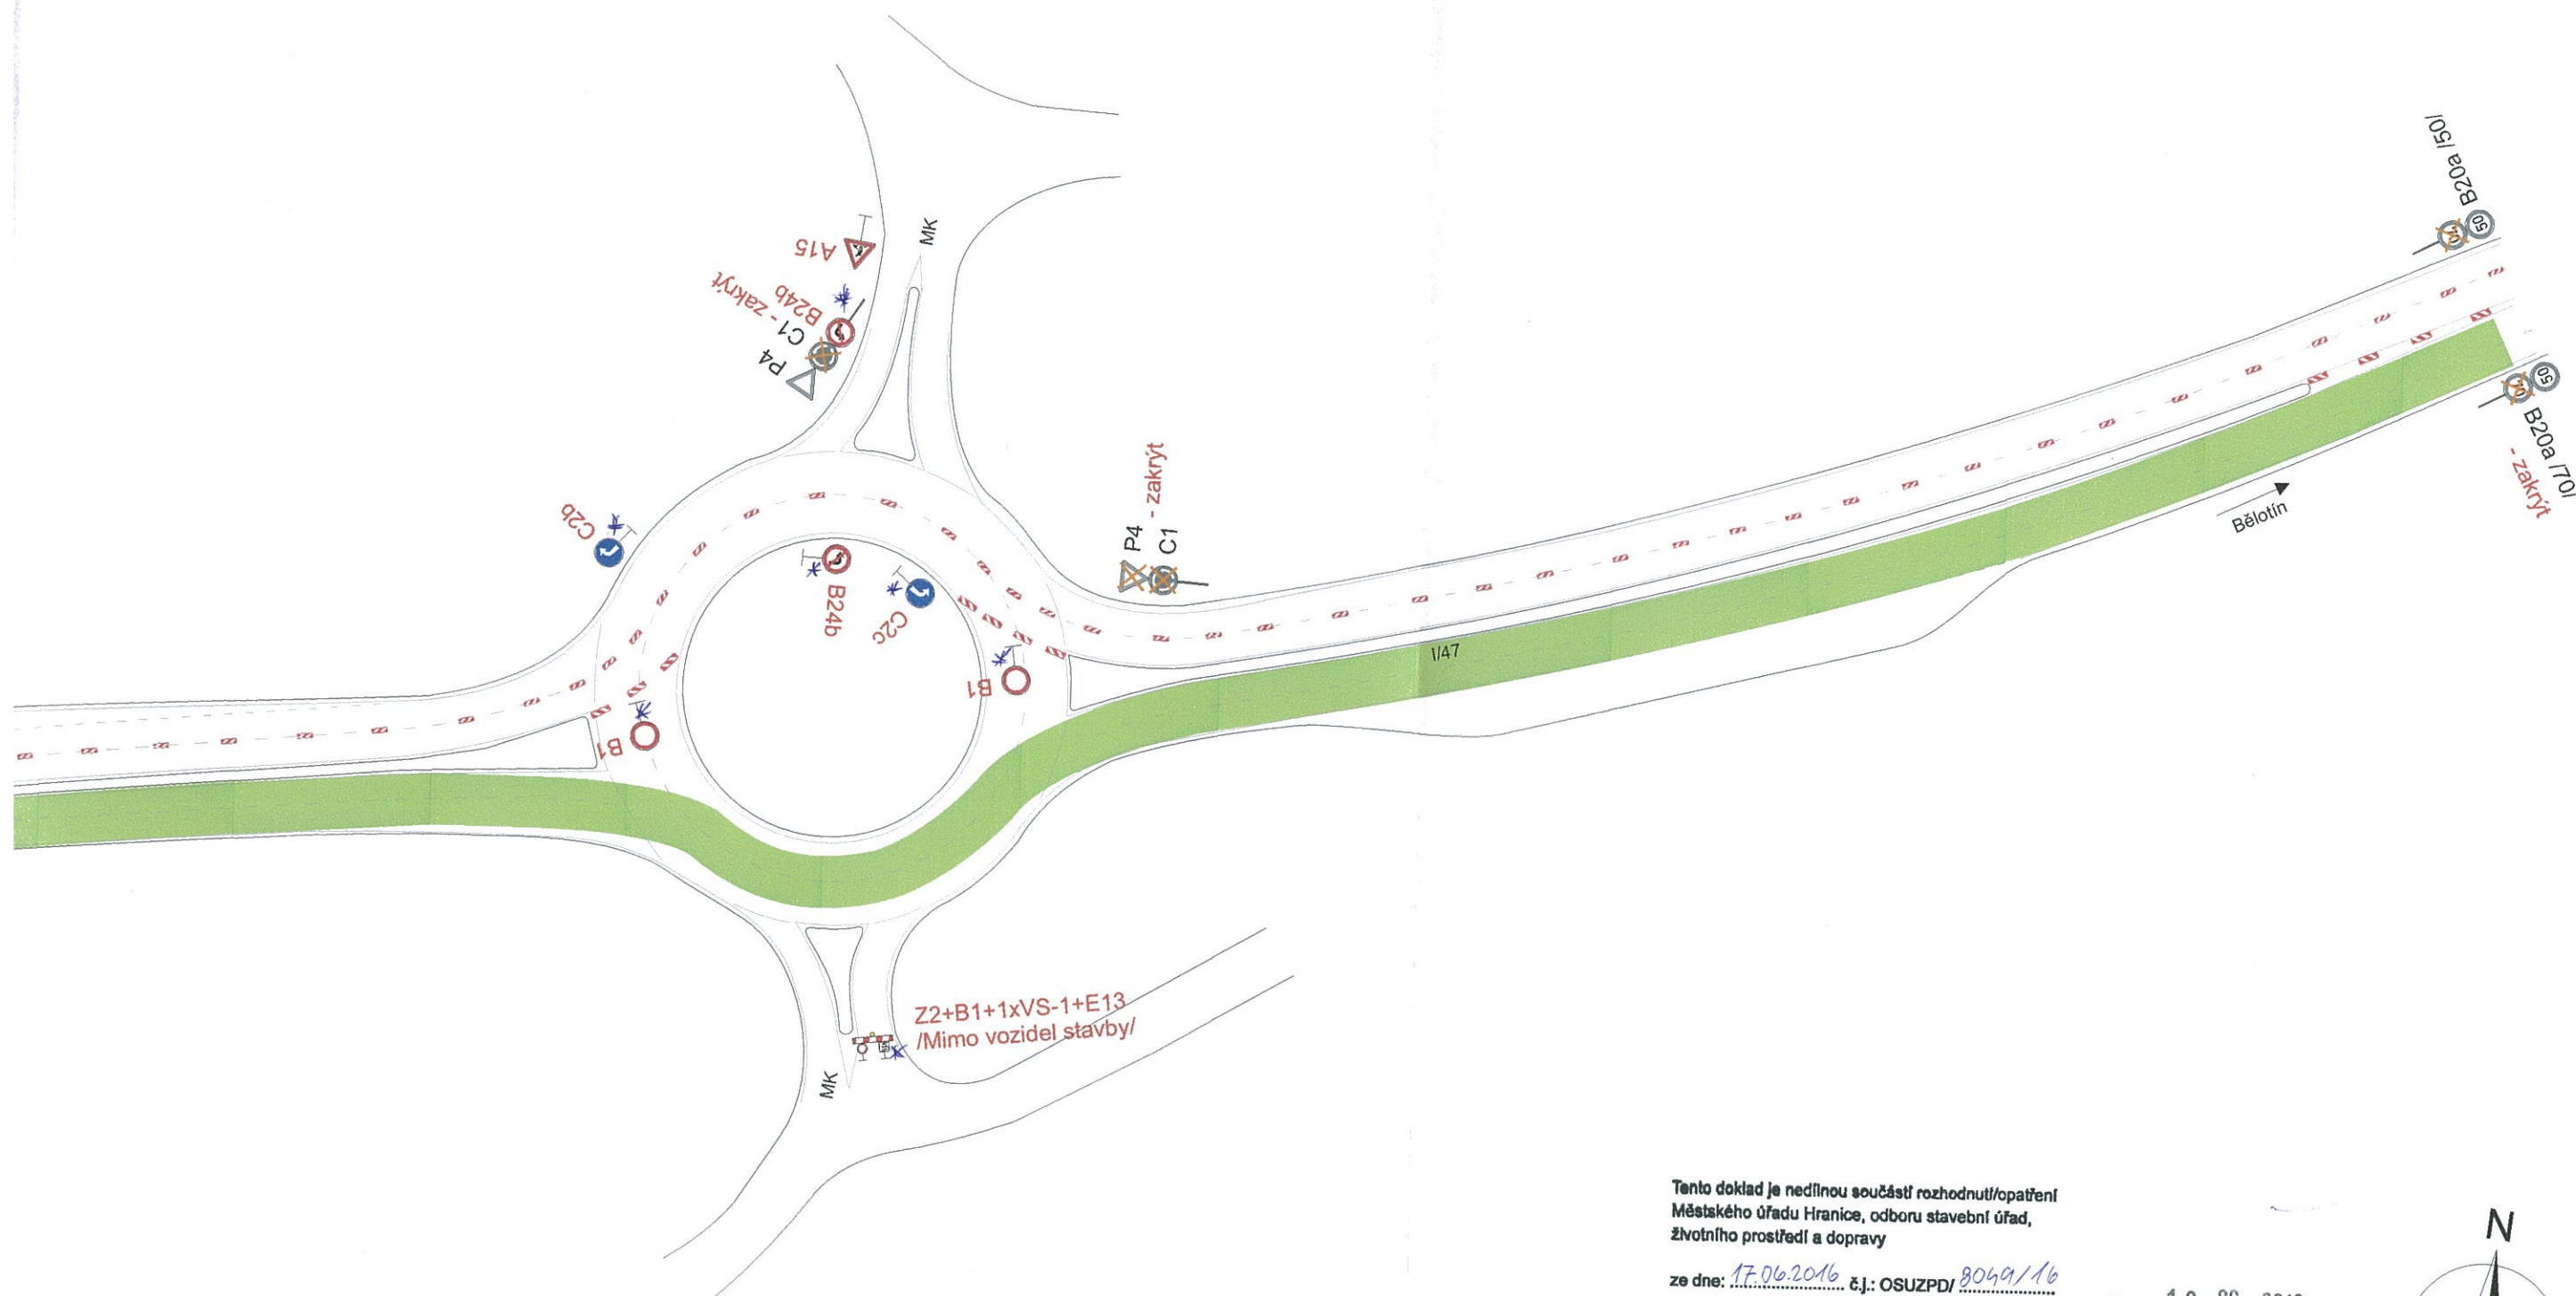 B20a /50/
50
MK
A15
B24b
C1 - zakrýt
P4
C2b
B24b
C2c
B1
B1
P4
C1 - zakrýt
I/47
50
B20a /70/
- zakrýt
Bělotín
Z2+B1+1xVS-1+E13
/Mimo vozidel stavby/
MK
Tento doklad je nedílnou součástí rozhodnutí/opatření
Městského úřadu Hranice, odboru stavební úřad,
životního prostředí a dopravy
ze dne: 17.06.2016 č.j.: OSUZPD/ 8049/16
N